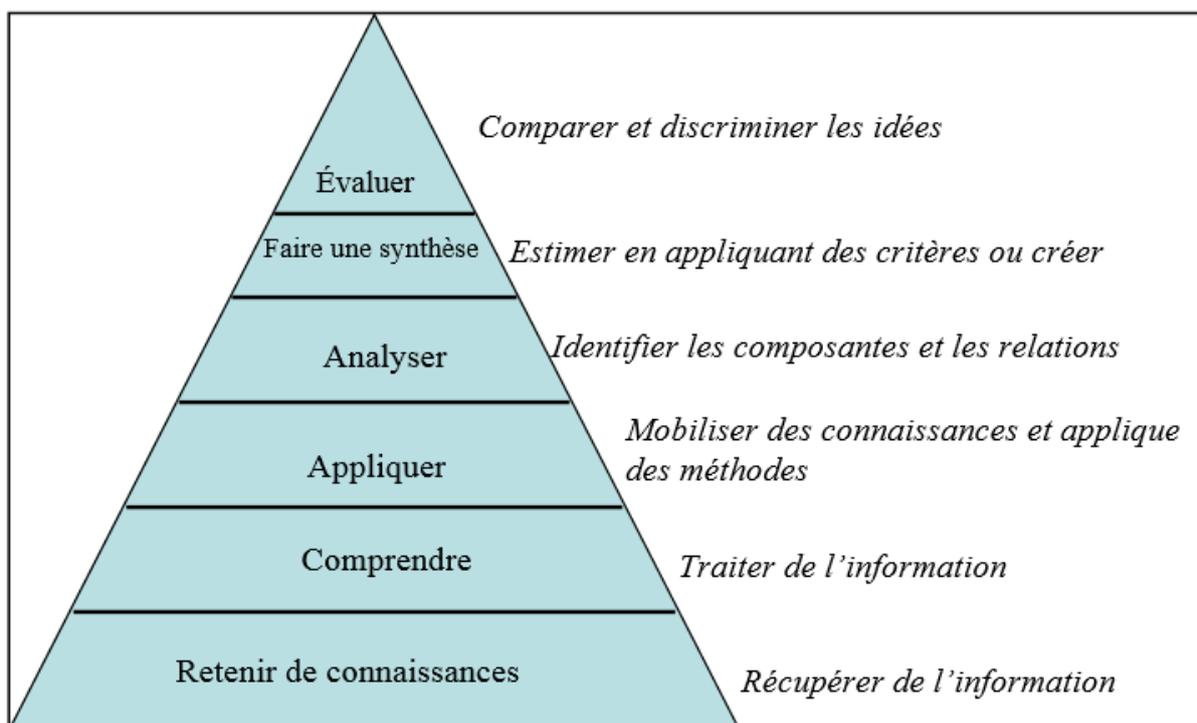 Comparer et discriminer les idées
Évaluer
Faire une synthèse
Estimer en appliquant des critères ou créer
Analyser
Identifier les composantes et les relations
Mobiliser des connaissances et applique
des méthodes
Appliquer
Comprendre
Traiter de l’information
Retenir de connaissances
Récupérer de l’information